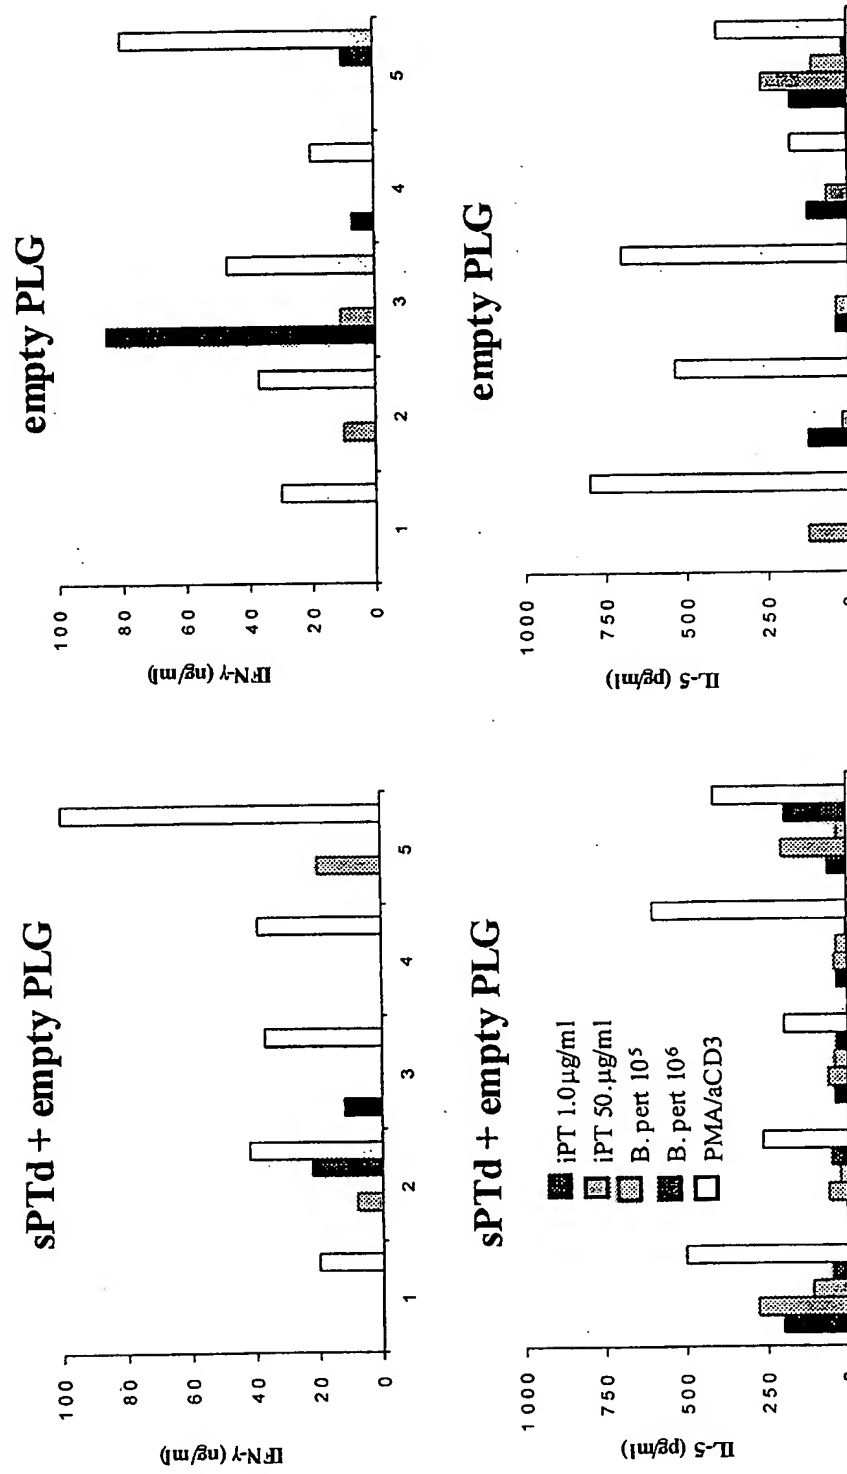 sPTd + empty PLG
IFN-γ (ng/ml)
100
80
60
40
20
0
1
2
3
4
5
empty PLG
IFN-γ (ng/ml)
100
80
60
40
20
0
1
2
3
4
5
sPTd + empty PLG
IL-5 (pg/ml)
1000
750
500
250
0
iPT 1.0µg/ml
iPT 50.µg/ml
B. pert 10⁵
B. pert 10⁶
PMA/aCD3
empty PLG
IL-5 (pg/ml)
1000
750
500
250
0